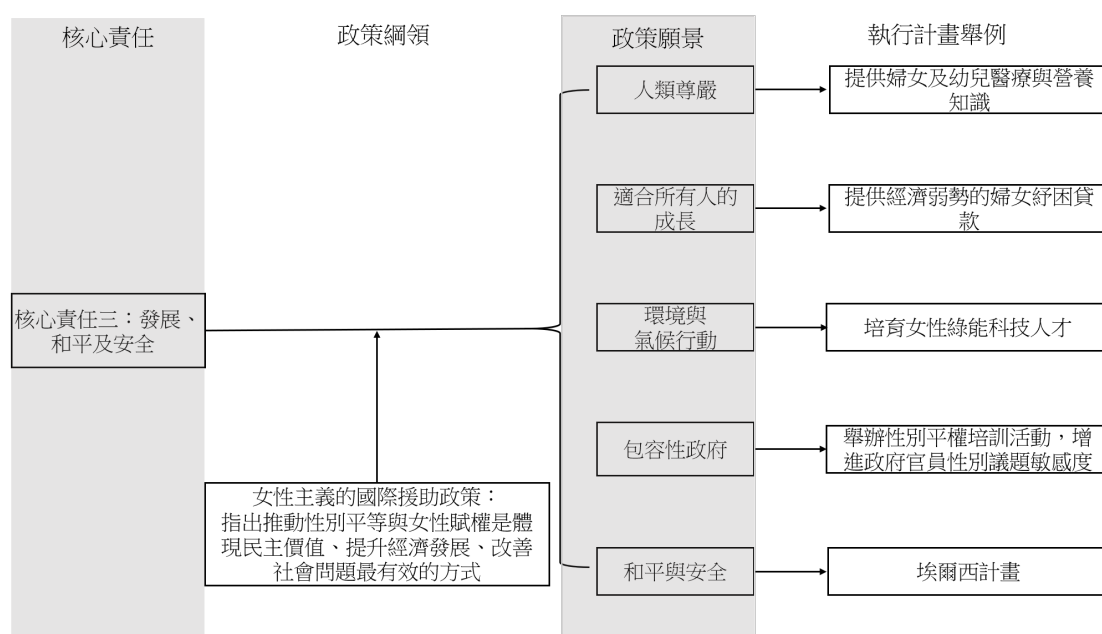 核心責任
政策綱領
政策願景
執行計畫舉例
人類尊嚴
提供婦女及幼兒醫療與營養
知識
適合所有人的
成長
提供經濟弱勢的婦女紓困貸
款
核心責任三：發展、
和平及安全
環境與
氣候行動
培育女性綠能科技人才
包容性政府
舉辦性別平權培訓活動，增
進政府官員性別議題敏感度
女性主義的國際援助政策：
指出推動性別平等與女性賦權是體
現民主價值、提升經濟發展、改善
社會問題最有效的方式
和平與安全
埃爾西計畫